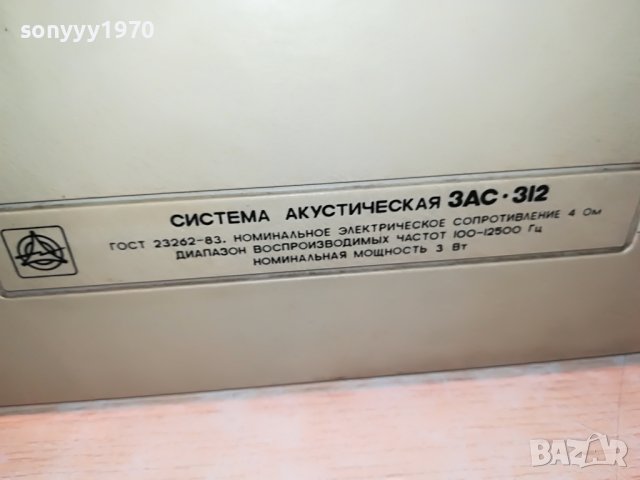 sonyyy1970
СИСТЕМА АКУСТИЧЕСКАЯ 3АС·312
ГОСТ 23262-83. НОМИНАЛЬНОЕ ЭЛЕКТРИЧЕСКОЕ СОПРОТИВЛЕНИЕ 4 Ом
ДИАПАЗОН ВОСПРОИЗВОДИМЫХ ЧАСТОТ 100-12500 Гц
НОМИНАЛЬНАЯ МОЩНОСТЬ 3 Вт
BAZAR